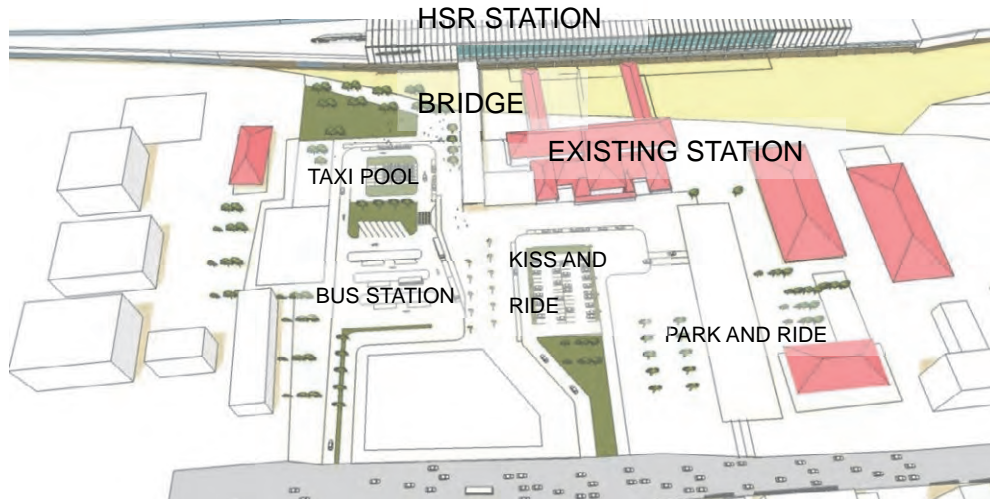 HSR STATION
BRIDGE
EXISTING STATION
TAXI POOL
KISS AND
RIDE
BUS STATION
PARK AND RIDE